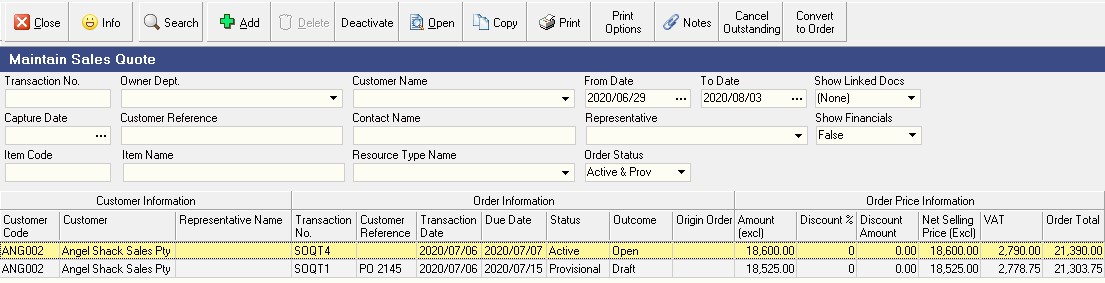 Close Info Search Add Delete Deactivate Open Copy Print Print Options Notes Cancel Outstanding Convert to Order
Maintain Sales Quote
Transaction No. Owner Dept. Customer Name From Date To Date Show Linked Docs
2020/06/29 ... 2020/08/03 ... (None)
Capture Date Customer Reference Contact Name Representative Show Financials
... False
Item Code Item Name Resource Type Name Order Status
Active & Prov
Customer Information Order Information Order Price Information
Customer Code Customer Representative Name Transaction No. Customer Reference Transaction Date Due Date Status Outcome Origin Order Amount (excl) Discount % Discount Amount Net Selling Price (Excl) VAT Order Total
ANG002 Angel Shack Sales Pty SOQT4 2020/07/06 2020/07/07 Active Open 18,600.00 0 0.00 18,600.00 2,790.00 21,390.00
ANG002 Angel Shack Sales Pty SOQT1 PO 2145 2020/07/06 2020/07/15 Provisional Draft 18,525.00 0 0.00 18,525.00 2,778.75 21,303.75